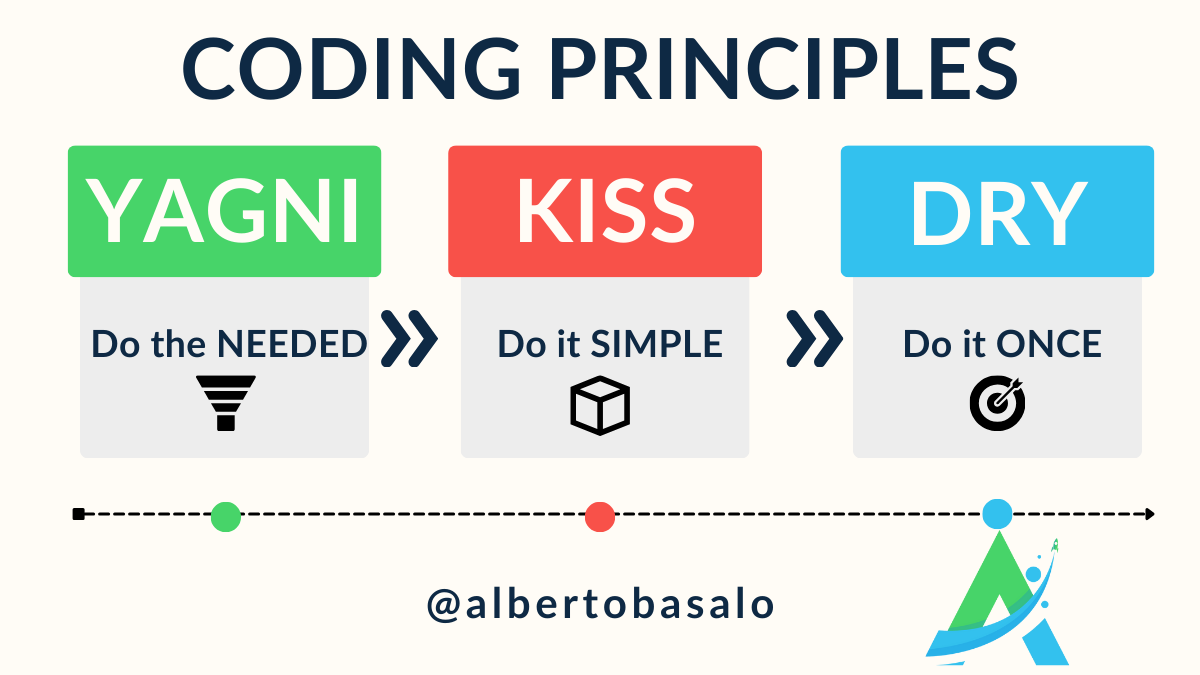 CODING PRINCIPLES
YAGNI
Do the NEEDED
KISS
Do it SIMPLE
DRY
Do it ONCE
@albertobasalo